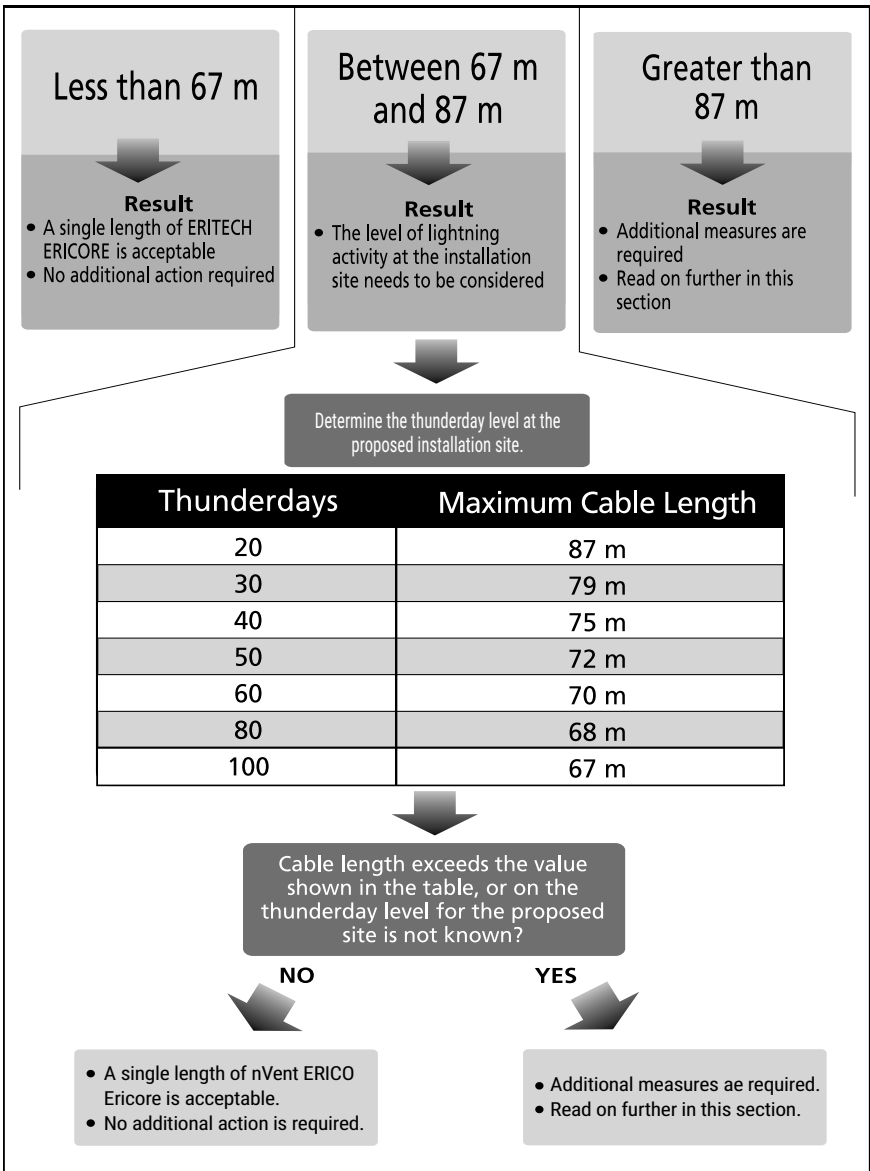 Less than 67 m
Result
• A single length of ERITECH
ERICORE is acceptable
• No additional action required
Between 67 m
and 87 m
Result
• The level of lightning
activity at the installation
site needs to be considered
Greater than
87 m
Result
• Additional measures are
required
• Read on further in this
section
Determine the thunderday level at the
proposed installation site.
Thunderdays Maximum Cable Length
20 87 m
30 79 m
40 75 m
50 72 m
60 70 m
80 68 m
100 67 m
Cable length exceeds the value
shown in the table, or on the
thunderday level for the proposed
site is not known?
NO YES
• A single length of nVent ERICO
Ericore is acceptable.
• No additional action is required.
• Additional measures ae required.
• Read on further in this section.